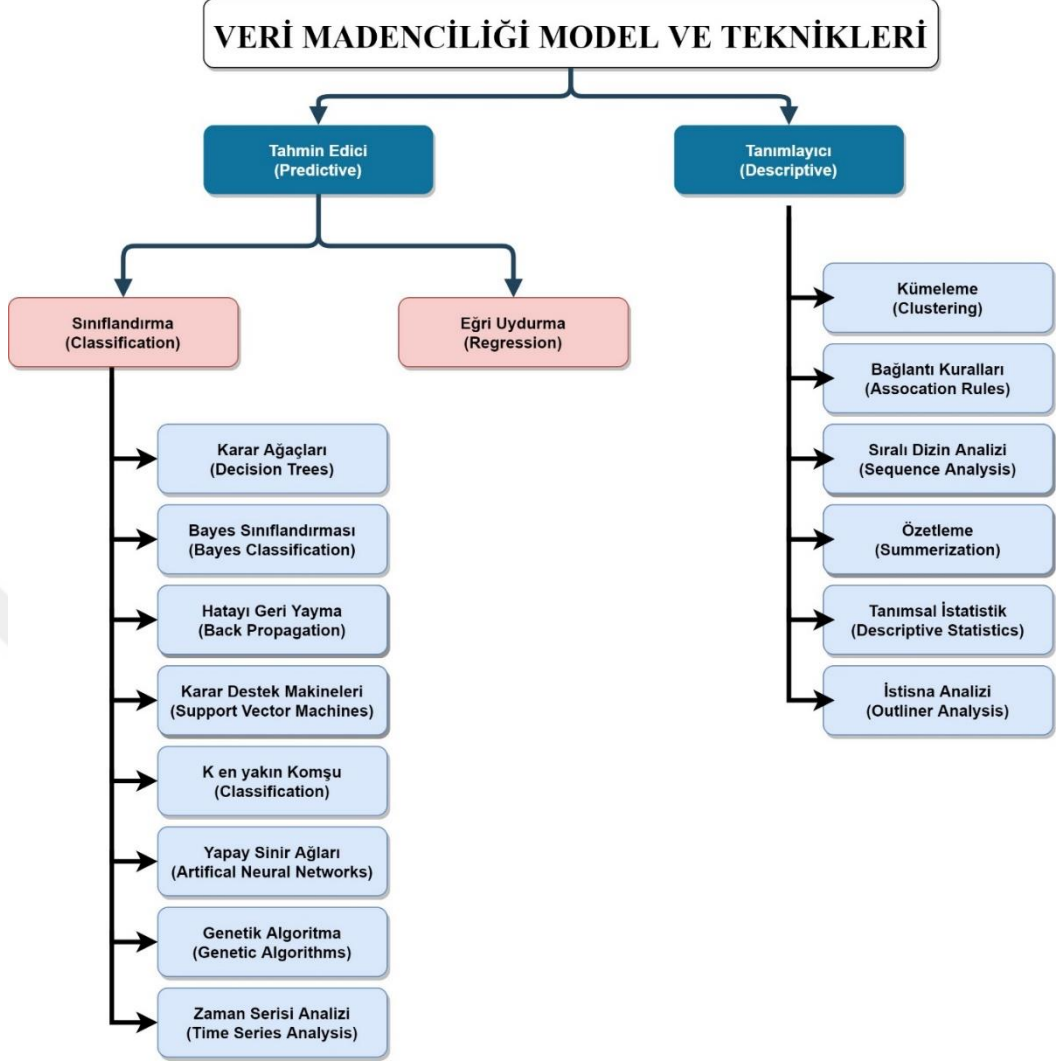 VERİ MADENCİLİĞİ MODEL VE TEKNİKLERİ
Tahmin Edici
(Predictive)
Tanımlayıcı
(Descriptive)
Sınıflandırma
(Classification)
Eğri Uydurma
(Regression)
Karar Ağaçları
(Decision Trees)
Bayes Sınıflandırması
(Bayes Classification)
Hatayı Geri Yayma
(Back Propagation)
Karar Destek Makineleri
(Support Vector Machines)
K en yakın Komşu
(Classification)
Yapay Sinir Ağları
(Artifical Neural Networks)
Genetik Algoritma
(Genetic Algorithms)
Zaman Serisi Analizi
(Time Series Analysis)
Kümeleme
(Clustering)
Bağlantı Kuralları
(Assocation Rules)
Sıralı Dizin Analizi
(Sequence Analysis)
Özetleme
(Summerization)
Tanımsal İstatistik
(Descriptive Statistics)
İstisna Analizi
(Outliner Analysis)